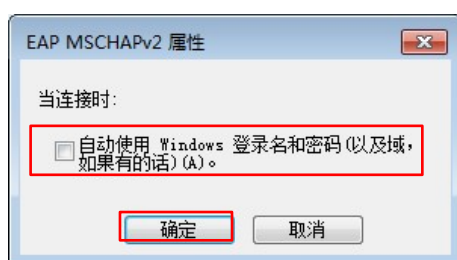 EAP MSCHAPv2 属性
当连接时:
自动使用 Windows 登录名和密码(以及域，
如果有的话)(A)。
确定
取消